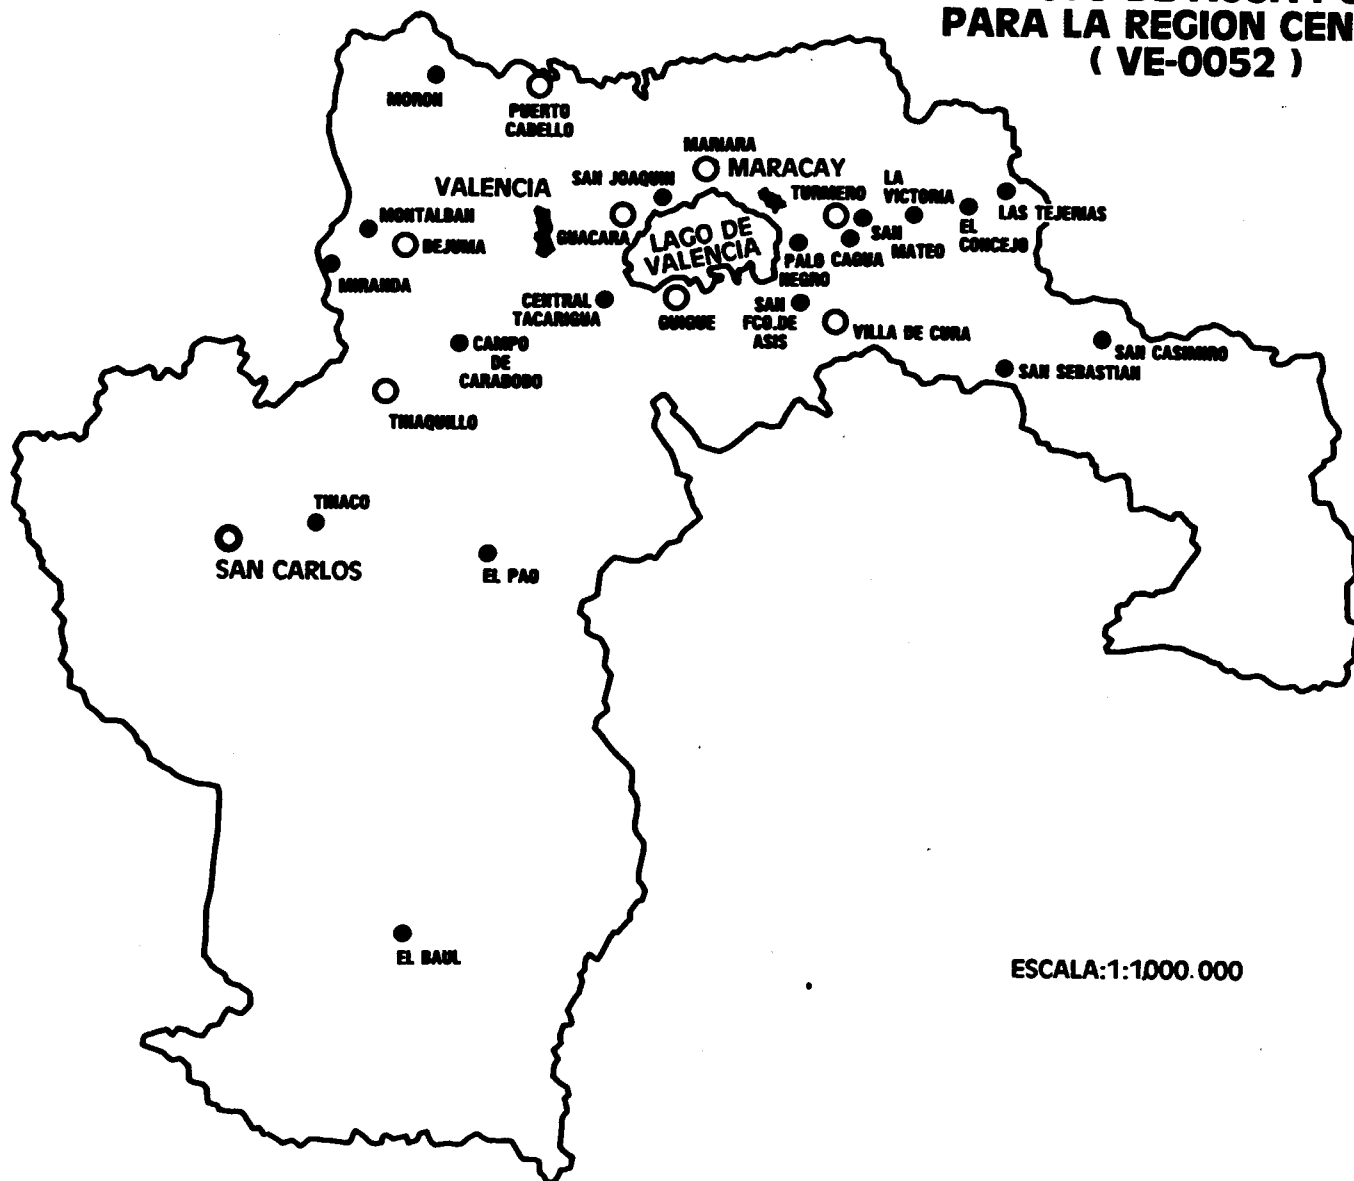 PARA LA REGION CEN
( VE-0052 )
MORON
PUERTO
CABELLO
MARIARA
MARACAY
SAN JOAQUIN
VALENCIA
TURMERO
LA
VICTORIA
LAS TEJERIAS
MONTALBAN
BEJUMA
GUACARA
LAGO DE
VALENCIA
SAN
MATEO
EL
CONCEJO
PALO
NEGRO
CAGUA
MIRANDA
CENTRAL
TACARIGUA
GUIGUE
SAN
FCO.DE
ASIS
VILLA DE CURA
CAMPO
DE
CARABOBO
SAN CASIMIRO
SAN SEBASTIAN
TINAQUILLO
TINACO
SAN CARLOS
EL PAO
EL BAUL
ESCALA:1:1.000.000